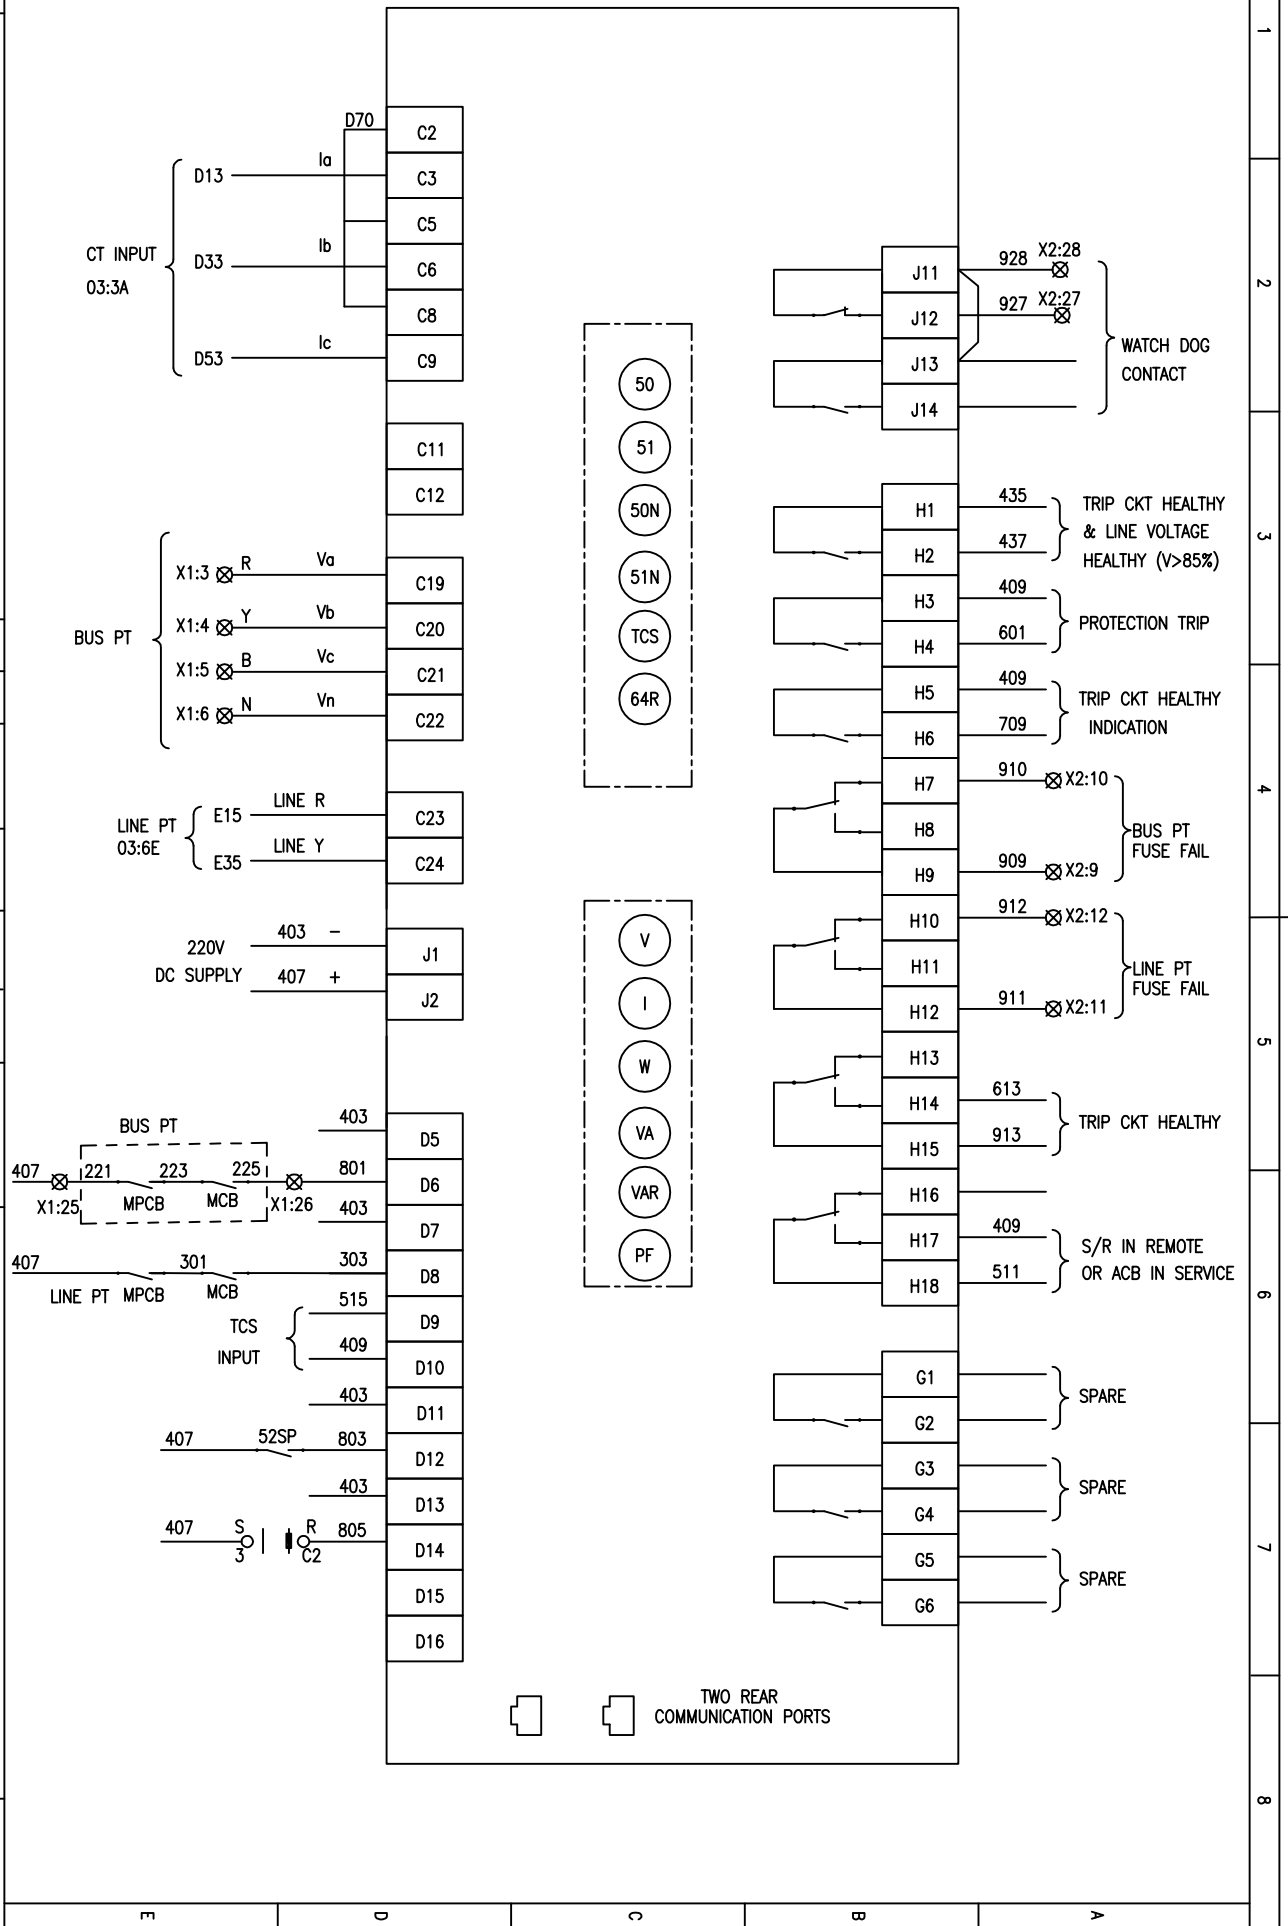 1
2
3
4
5
6
7
8
E
D
C
B
A
CT INPUT
03:3A
D13
D33
D53
Ia
Ib
Ic
D70
C2
C3
C5
C6
C8
C9
C11
C12
BUS PT
X1:3 R Va
X1:4 Y Vb
X1:5 B Vc
X1:6 N Vn
C19
C20
C21
C22
LINE PT
03:6E
E15 LINE R
E35 LINE Y
C23
C24
220V
DC SUPPLY
403 -
407 +
J1
J2
BUS PT
403
407 221 223 225 801
X1:25 MPCB MCB X1:26
403
407 301 303
LINE PT MPCB MCB
TCS
INPUT
515
409
403
407 52SP 803
403
407 S R 805
3 C2
D5
D6
D7
D8
D9
D10
D11
D12
D13
D14
D15
D16
50
51
50N
51N
TCS
64R
V
I
W
VA
VAR
PF
J11
J12
J13
J14
928 X2:28
927 X2:27
WATCH DOG
CONTACT
H1
H2
H3
H4
H5
H6
H7
H8
H9
H10
H11
H12
H13
H14
H15
H16
H17
H18
435
437
TRIP CKT HEALTHY
& LINE VOLTAGE
HEALTHY (V>85%)
409
601
PROTECTION TRIP
409
709
TRIP CKT HEALTHY
INDICATION
910 X2:10
909 X2:9
BUS PT
FUSE FAIL
912 X2:12
911 X2:11
LINE PT
FUSE FAIL
613
913
TRIP CKT HEALTHY
409
511
S/R IN REMOTE
OR ACB IN SERVICE
G1
G2
G3
G4
G5
G6
SPARE
SPARE
SPARE
TWO REAR
COMMUNICATION PORTS